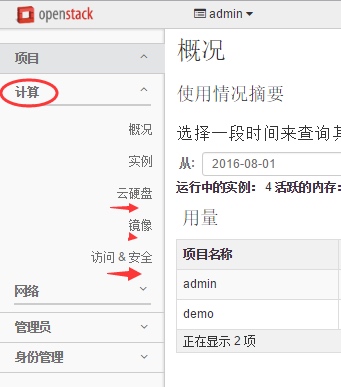 openstack
admin
项目
计算
概况
实例
云硬盘
镜像
访问 & 安全
网络
管理员
身份管理
概况
使用情况摘要
选择一段时间来查询其
从: 2016-08-01
运行中的实例: 4 活跃的内存:
用量
项目名称
admin
demo
正在显示 2 项